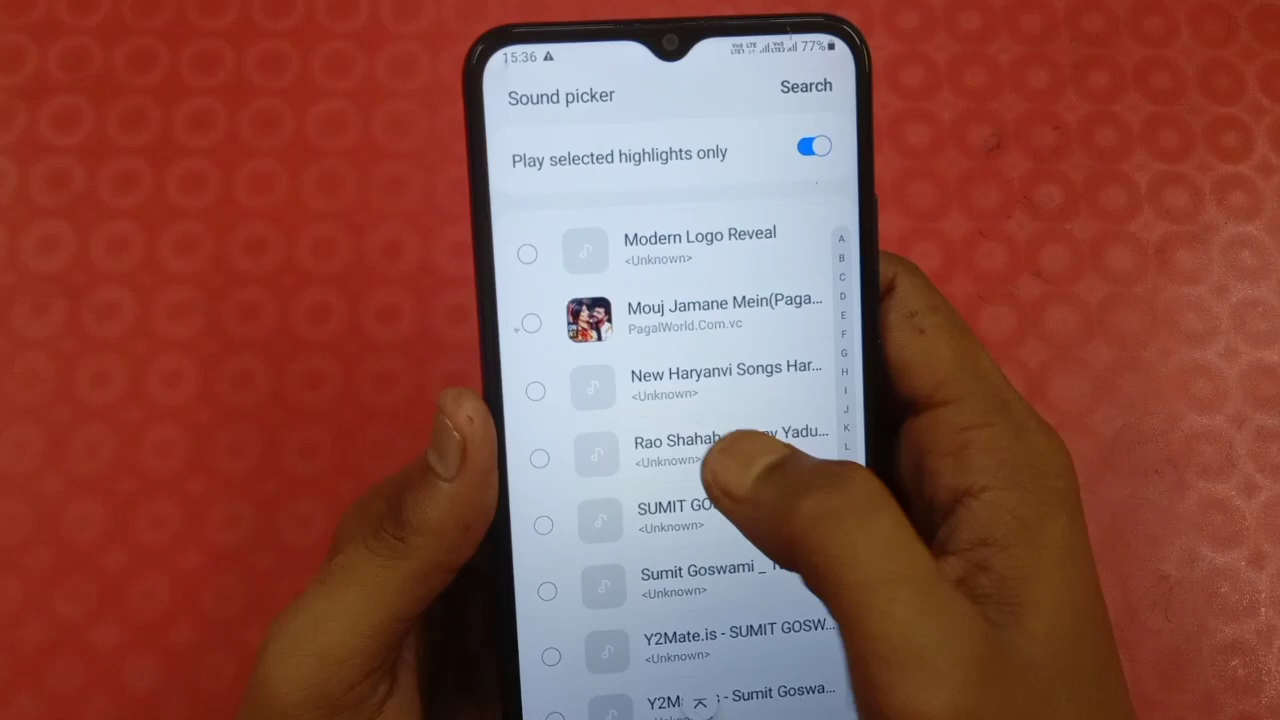 15:36 77%
Sound picker Search
Play selected highlights only
Modern Logo Reveal
<Unknown>
Mouj Jamane Mein(Paga...
PagalWorld.Com.vc
New Haryanvi Songs Har...
<Unknown>
Rao Shahab Yadu...
<Unknown>
SUMIT
<Unknown>
Sumit Goswami _
<Unknown>
Y2Mate.is - SUMIT GOSW...
<Unknown>
- Sumit Goswa...
A
B
C
D
E
F
G
H
I
J
K
L